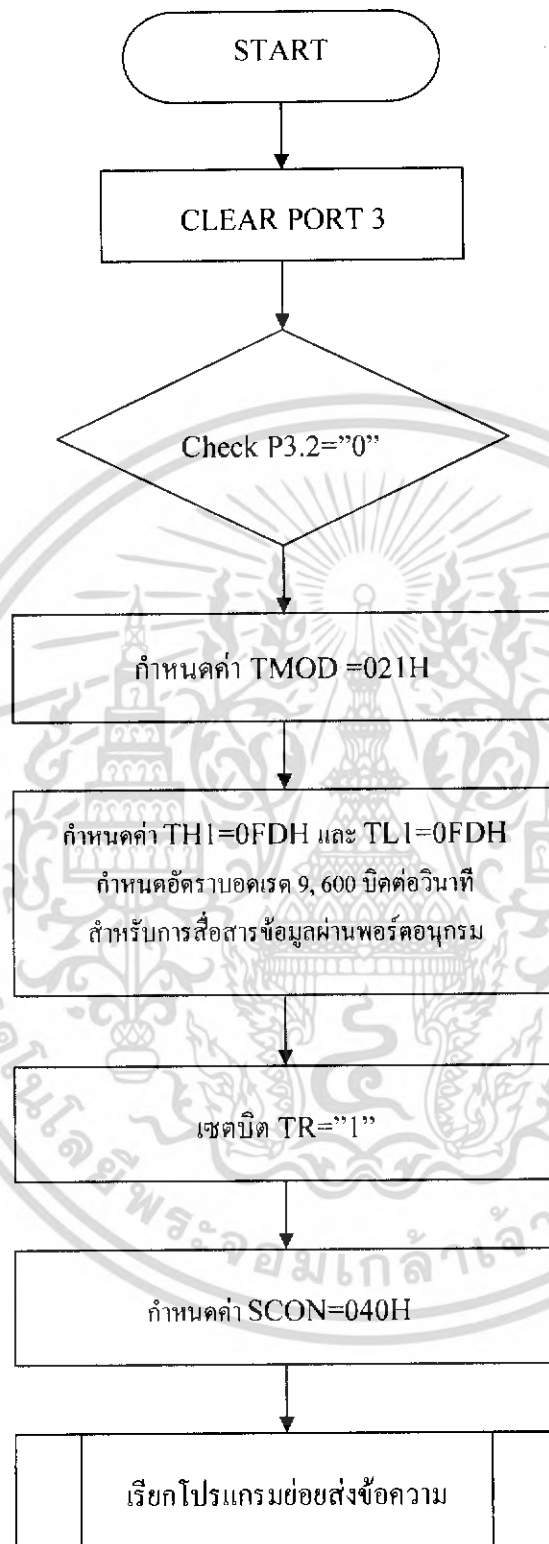 START
CLEAR PORT 3
Check P3.2=”0”
กำหนดค่า TMOD =021H
กำหนดค่า TH1=0FDH และ TL1=0FDH
กำหนดอัตราบอดเรต 9, 600 บิตต่อวินาที
สำหรับการสื่อสารข้อมูลผ่านพอร์ตอนุกรม
เซตบิต TR=”1”
กำหนดค่า SCON=040H
เรียกโปรแกรมย่อยส่งข้อความ